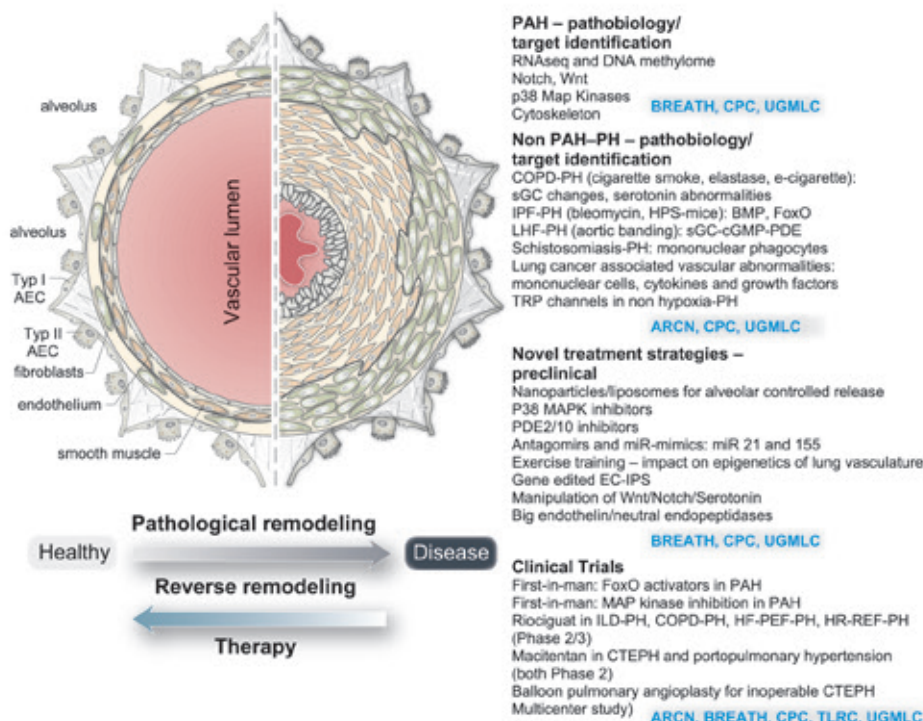 alveolus
alveolus
Typ I
AEC
Typ II
AEC
fibroblasts
endothelium
smooth muscle
Vascular lumen
Pathological remodeling
Healthy
Disease
Reverse remodeling
Therapy
PAH – pathobiology/
target identification
RNAseq and DNA methylome
Notch, Wnt
p38 Map Kinases
Cytoskeleton
BREATH, CPC, UGMLC
Non PAH–PH – pathobiology/
target identification
COPD-PH (cigarette smoke, elastase, e-cigarette):
sGC changes, serotonin abnormalities
IPF-PH (bleomycin, HPS-mice): BMP, FoxO
LHF-PH (aortic banding): sGC-cGMP-PDE
Schistosomiasis-PH: mononuclear phagocytes
Lung cancer associated vascular abnormalities:
mononuclear cells, cytokines and growth factors
TRP channels in non hypoxia-PH
ARCN, CPC, UGMLC
Novel treatment strategies –
preclinical
Nanoparticles/liposomes for alveolar controlled release
P38 MAPK inhibitors
PDE2/10 inhibitors
Antagomirs and miR-mimics: miR 21 and 155
Exercise training – impact on epigenetics of lung vasculature
Gene edited EC-IPS
Manipulation of Wnt/Notch/Serotonin
Big endothelin/neutral endopeptidases
BREATH, CPC, UGMLC
Clinical Trials
First-in-man: FoxO activators in PAH
First-in-man: MAP kinase inhibition in PAH
Riociguat in ILD-PH, COPD-PH, HF-PEF-PH, HR-REF-PH
(Phase 2/3)
Macitentan in CTEPH and portopulmonary hypertension
(both Phase 2)
Balloon pulmonary angioplasty for inoperable CTEPH
Multicenter study)
ARCN, BREATH, CPC, TLRC, UGMLC